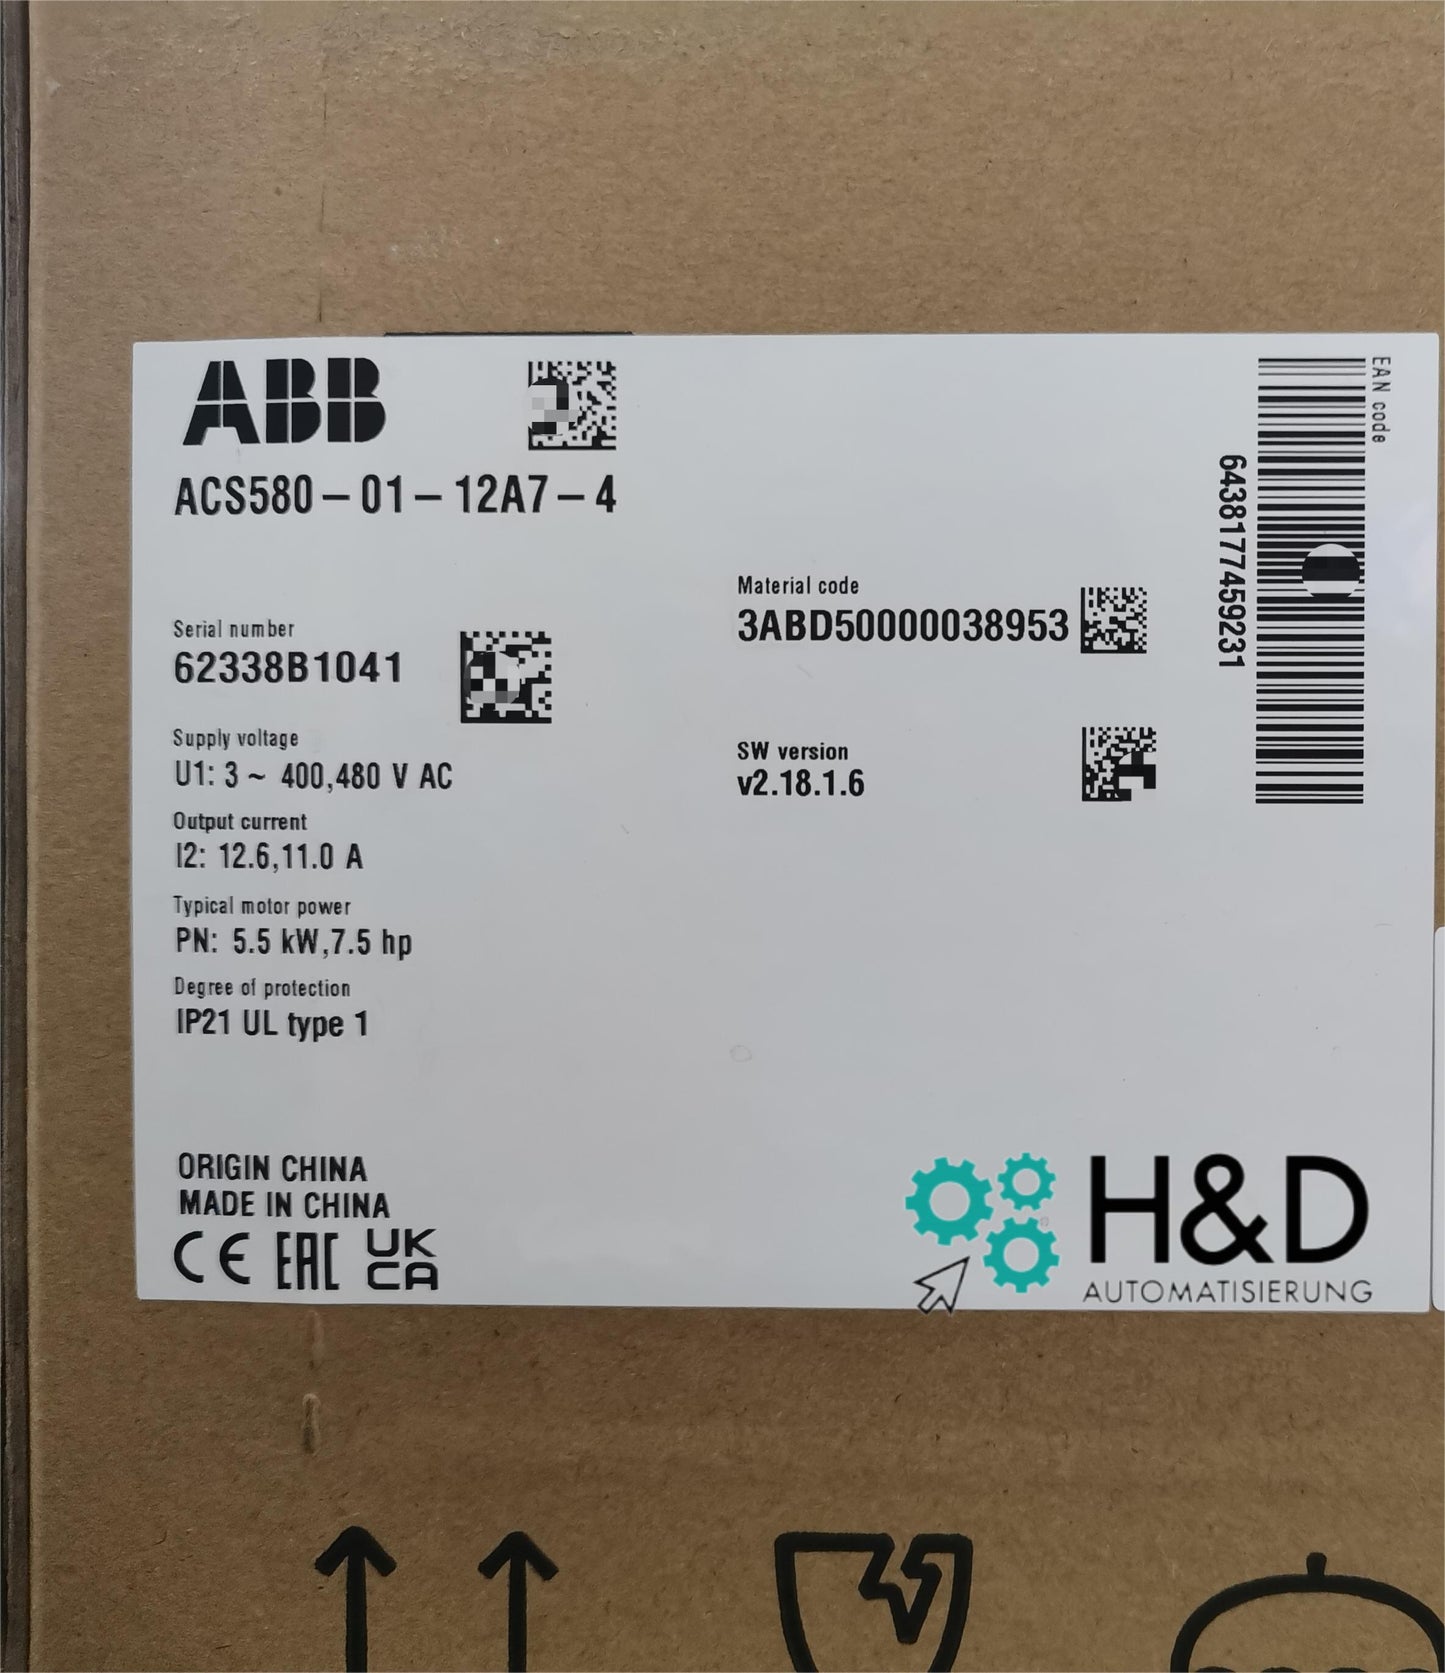 ABB
ACS580-01-12A7-4
EAN code
6438177459231
Serial number
62338B1041
Material code
3ABD50000038953
Supply voltage
U1: 3 ~ 400,480 V AC
SW version
v2.18.1.6
Output current
I2: 12.6,11.0 A
Typical motor power
PN: 5.5 kW,7.5 hp
Degree of protection
IP21 UL type 1
ORIGIN CHINA
MADE IN CHINA
CE EAC UK CA
H&D
AUTOMATISIERUNG